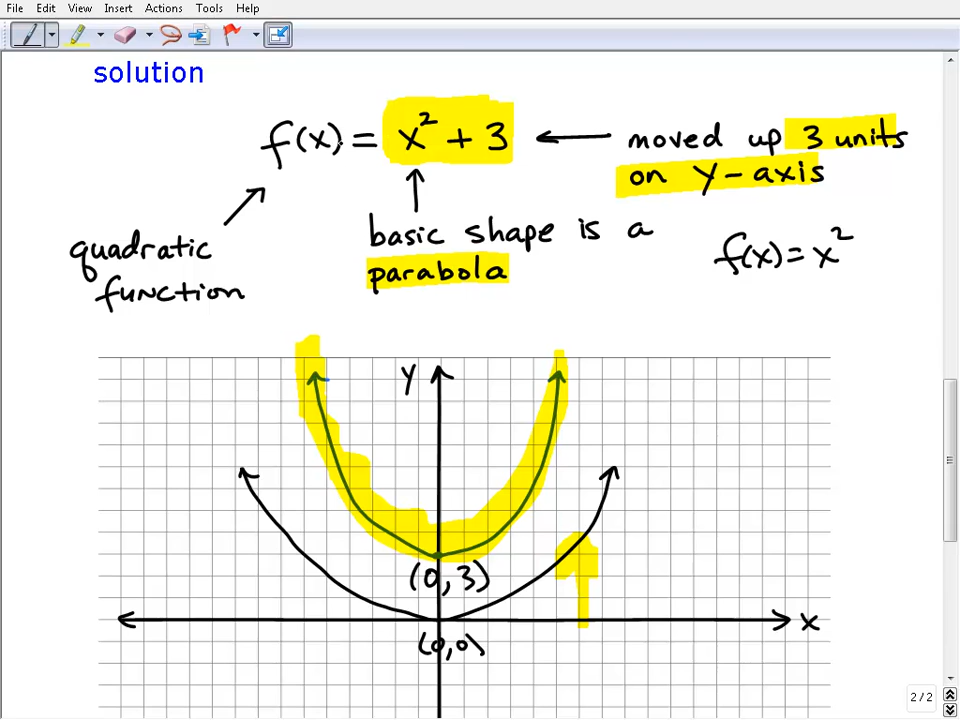 File Edit View Insert Actions Tools Help
solution
f(x) = x² + 3
moved up 3 units
on y-axis
basic shape is a
parabola
f(x) = x²
quadratic
function
y
(0, 3)
x
(0,0)
2 / 2